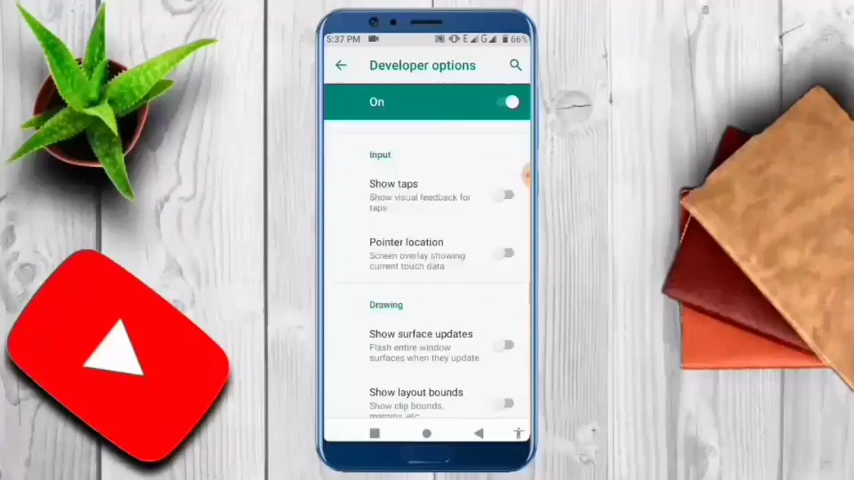 5:37 PM E G 66%
Developer options
On
Input
Show taps
Show visual feedback for
taps
Pointer location
Screen overlay showing
current touch data
Drawing
Show surface updates
Flash entire window
surfaces when they update
Show layout bounds
Show clip bounds,
margins, etc.